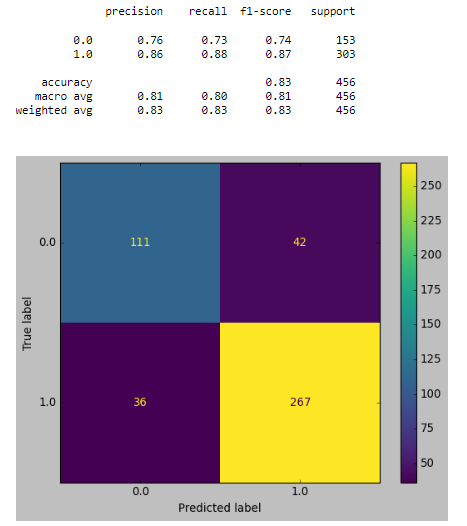 precision recall f1-score support
0.0 0.76 0.73 0.74 153
1.0 0.86 0.88 0.87 303
accuracy 0.83 456
macro avg 0.81 0.80 0.81 456
weighted avg 0.83 0.83 0.83 456
250
225
0.0 111 42
200
175
True label
150
125
100
1.0 36 267
75
50
0.0 1.0
Predicted label